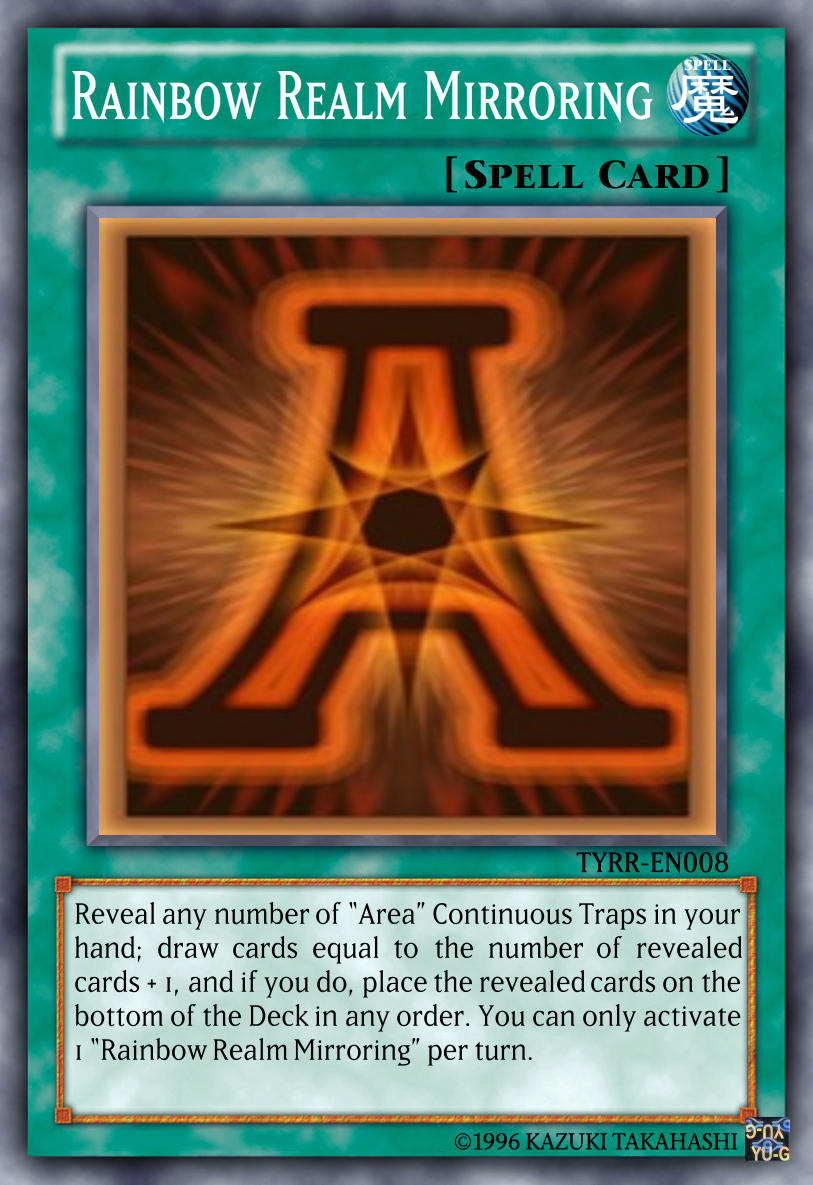 Rainbow Realm Mirroring
SPELL
魔
[Spell Card]
A
TYRR-EN008
Reveal any number of "Area" Continuous Traps in your
hand; draw cards equal to the number of revealed
cards + 1, and if you do, place the revealed cards on the
bottom of the Deck in any order. You can only activate
1 "Rainbow Realm Mirroring" per turn.
©1996 KAZUKI TAKAHASHI
YU-G
YU-G